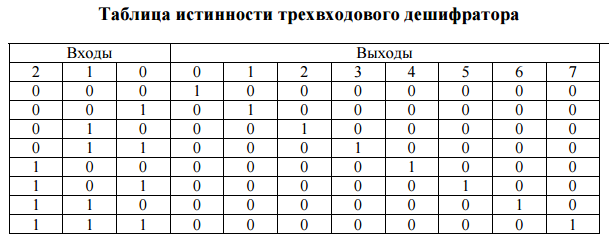 Таблица истинности трехвходового дешифратора
Входы Выходы
2 1 0 0 1 2 3 4 5 6 7
0 0 0 1 0 0 0 0 0 0 0
0 0 1 0 1 0 0 0 0 0 0
0 1 0 0 0 1 0 0 0 0 0
0 1 1 0 0 0 1 0 0 0 0
1 0 0 0 0 0 0 1 0 0 0
1 0 1 0 0 0 0 0 1 0 0
1 1 0 0 0 0 0 0 0 1 0
1 1 1 0 0 0 0 0 0 0 1